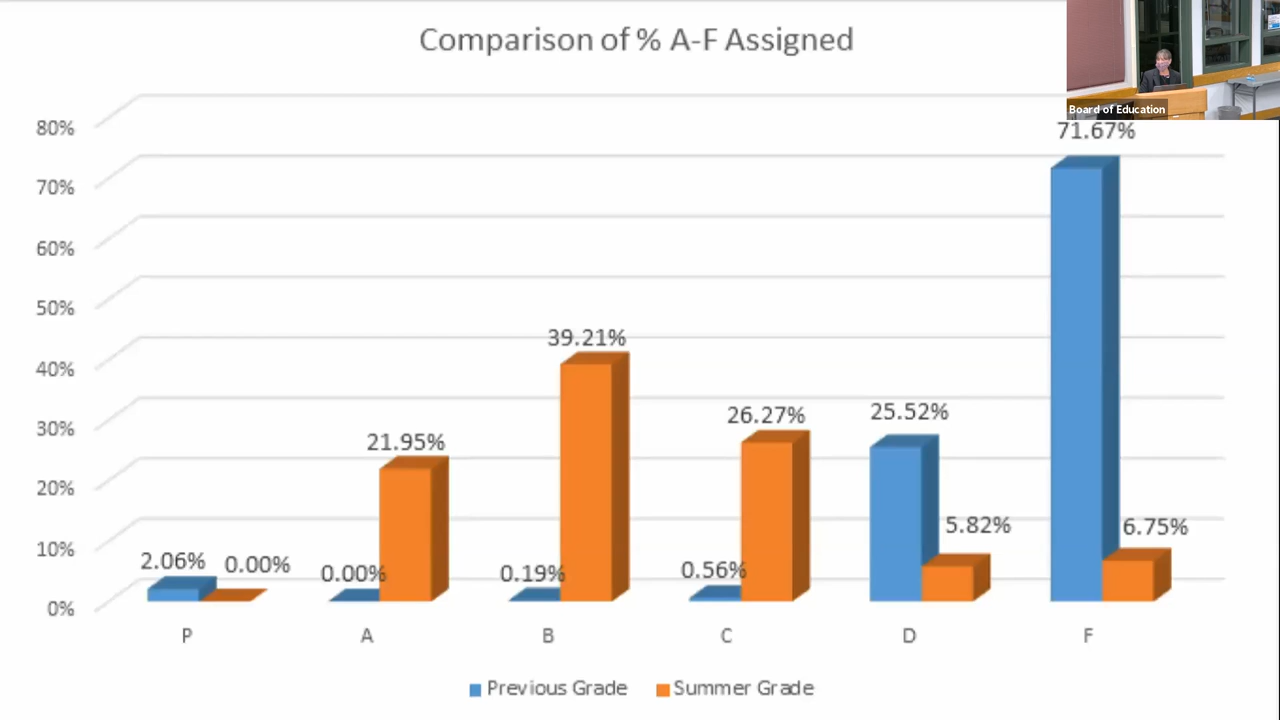 Comparison of % A-F Assigned
Board of Education
80%
70%
60%
50%
40%
30%
20%
10%
0%
2.06%
0.00%
0.00%
21.95%
0.19%
39.21%
0.56%
26.27%
25.52%
5.82%
71.67%
6.75%
P
A
B
C
D
F
Previous Grade
Summer Grade